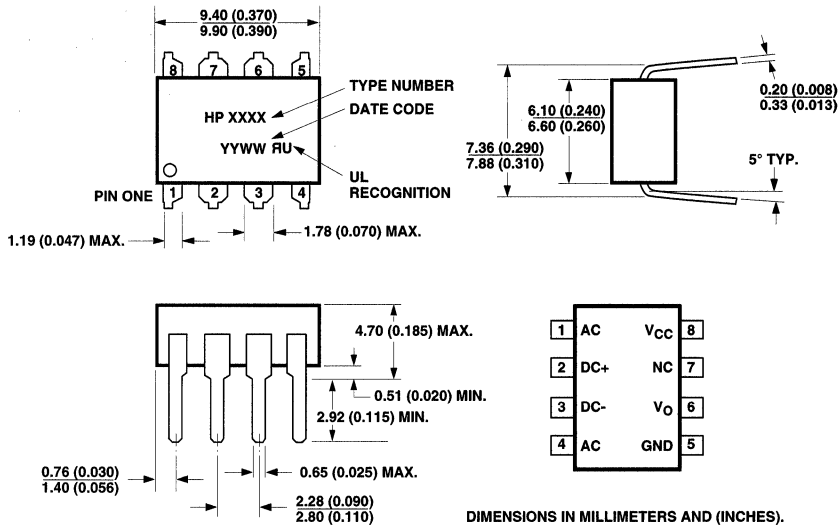 9.40 (0.370)
9.90 (0.390)
8 7 6 5
TYPE NUMBER
HP XXXX
DATE CODE
YYWW RU
UL
RECOGNITION
PIN ONE
1 2 3 4
1.19 (0.047) MAX.
1.78 (0.070) MAX.
6.10 (0.240)
6.60 (0.260)
7.36 (0.290)
7.88 (0.310)
0.20 (0.008)
0.33 (0.013)
5° TYP.
4.70 (0.185) MAX.
0.51 (0.020) MIN.
2.92 (0.115) MIN.
0.76 (0.030)
1.40 (0.056)
0.65 (0.025) MAX.
2.28 (0.090)
2.80 (0.110)
1 AC VCC 8
2 DC+ NC 7
3 DC- VO 6
4 AC GND 5
DIMENSIONS IN MILLIMETERS AND (INCHES).